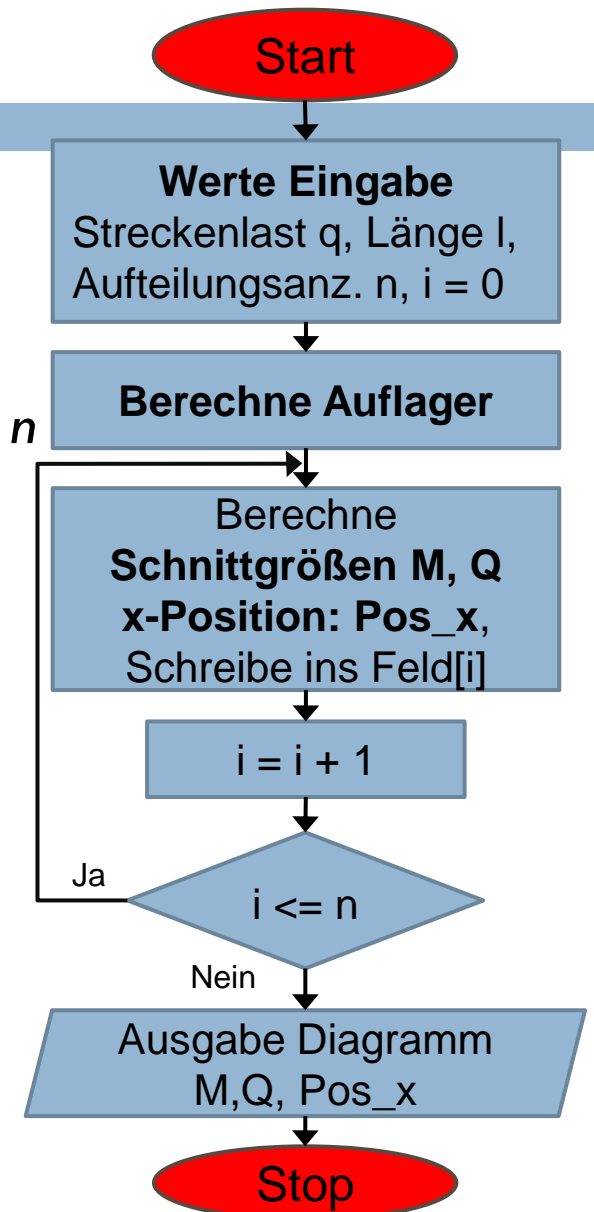 Start
Werte Eingabe
Streckenlast q, Länge l,
Aufteilungsanz. n, i = 0
Berechne Auflager
n
Berechne
Schnittgrößen M, Q
x-Position: Pos_x,
Schreibe ins Feld[i]
i = i + 1
Ja
i <= n
Nein
Ausgabe Diagramm
M,Q, Pos_x
Stop